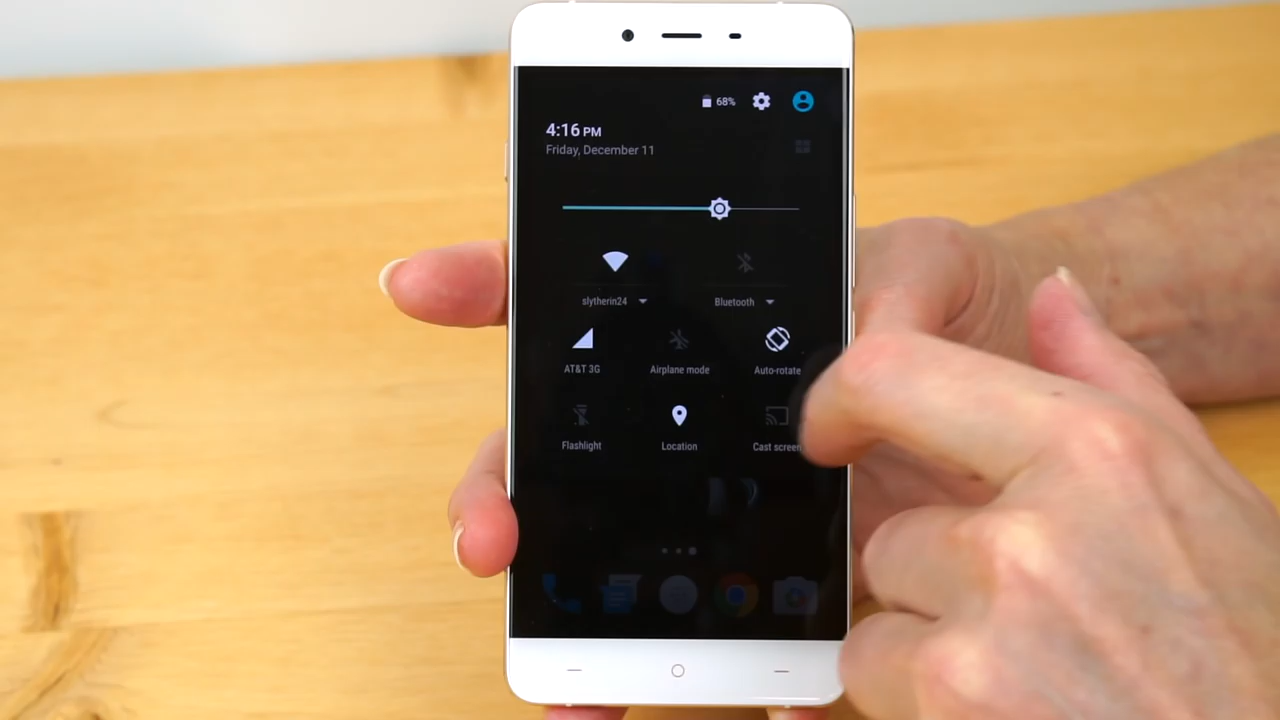 68%
4:16 PM
Friday, December 11
slytherin24
Bluetooth
AT&T 3G
Airplane mode
Auto-rotate
Flashlight
Location
Cast screen